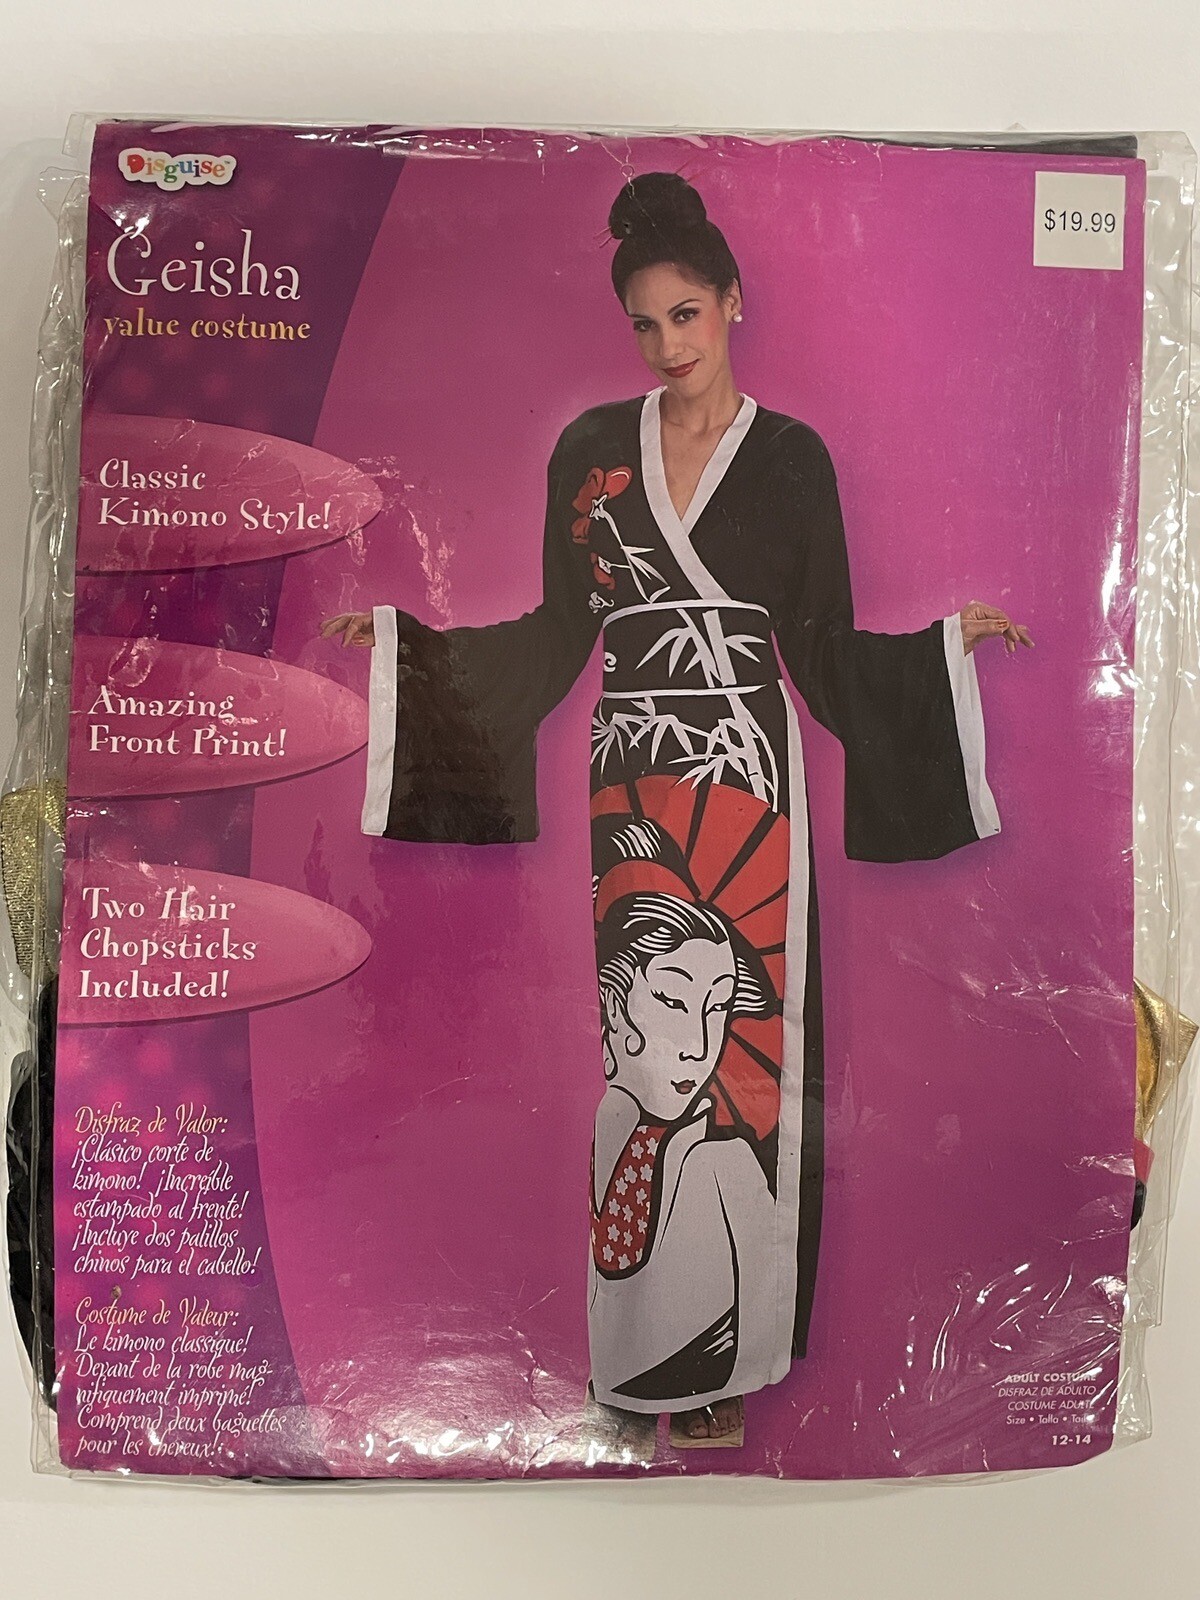 Disguise™
$19.99
Geisha
value costume
Classic
Kimono Style!
Amazing
Front Print!
Two Hair
Chopsticks
Included!
Disfraz de Valor:
¡Clásico corte de
kimono! ¡Increíble
estampado al frente!
¡Incluye dos palillos
chinos para el cabello!
Costume de Valeur:
Le kimono classique!
Devant de la robe mag-
nifiquement imprimé!
Comprend deux baguettes
pour les cheveux!
ADULT COSTUME
DISFRAZ DE ADULTO
COSTUME ADULTE
Size • Talla • Taille
12-14